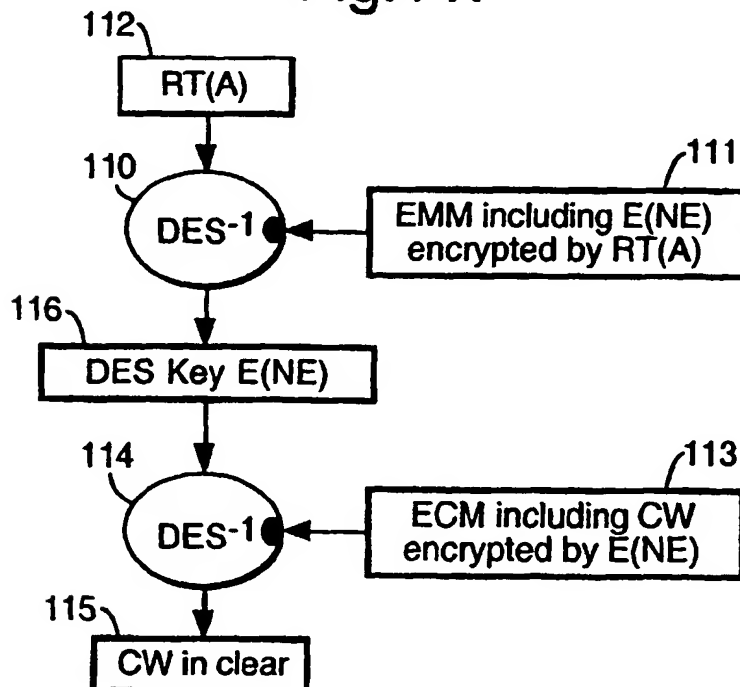 112
RT(A)
110
DES-1
111
EMM including E(NE)
encrypted by RT(A)
116
DES Key E(NE)
114
DES-1
113
ECM including CW
encrypted by E(NE)
115
CW in clear